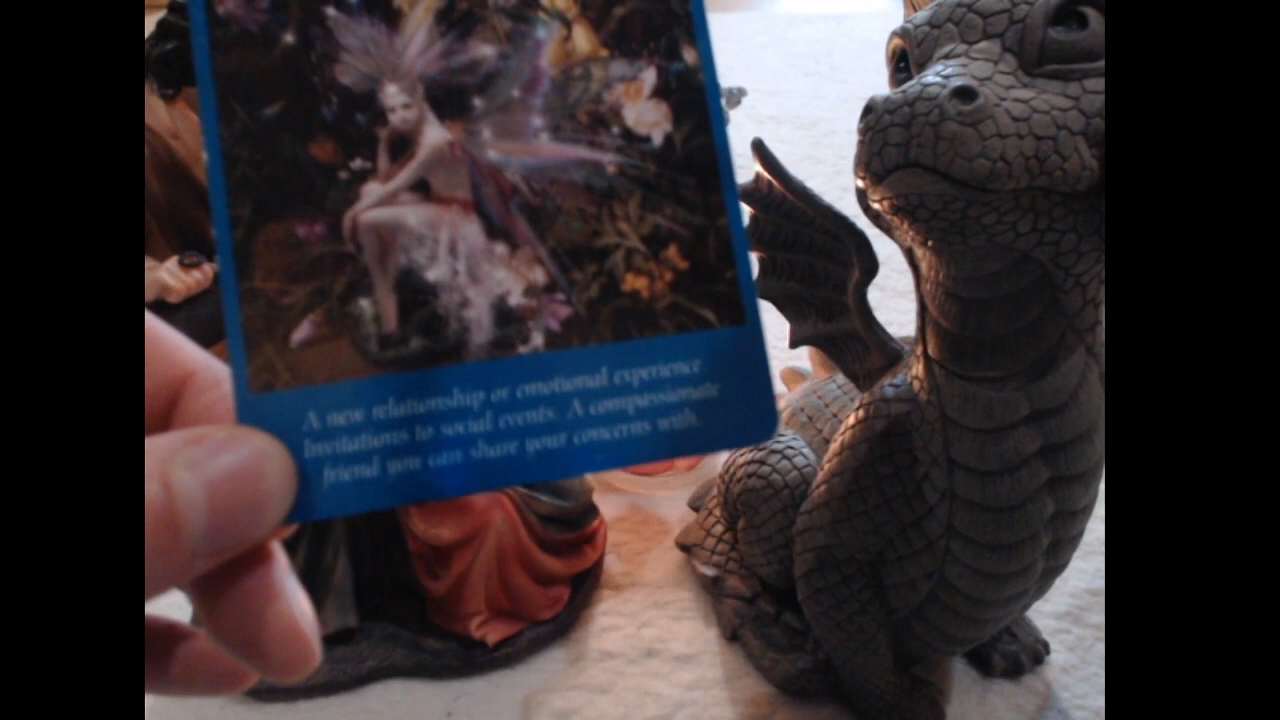 A new relationship or emotional experience
Invitations to social events. A compassionate
friend you can share your concerns with.